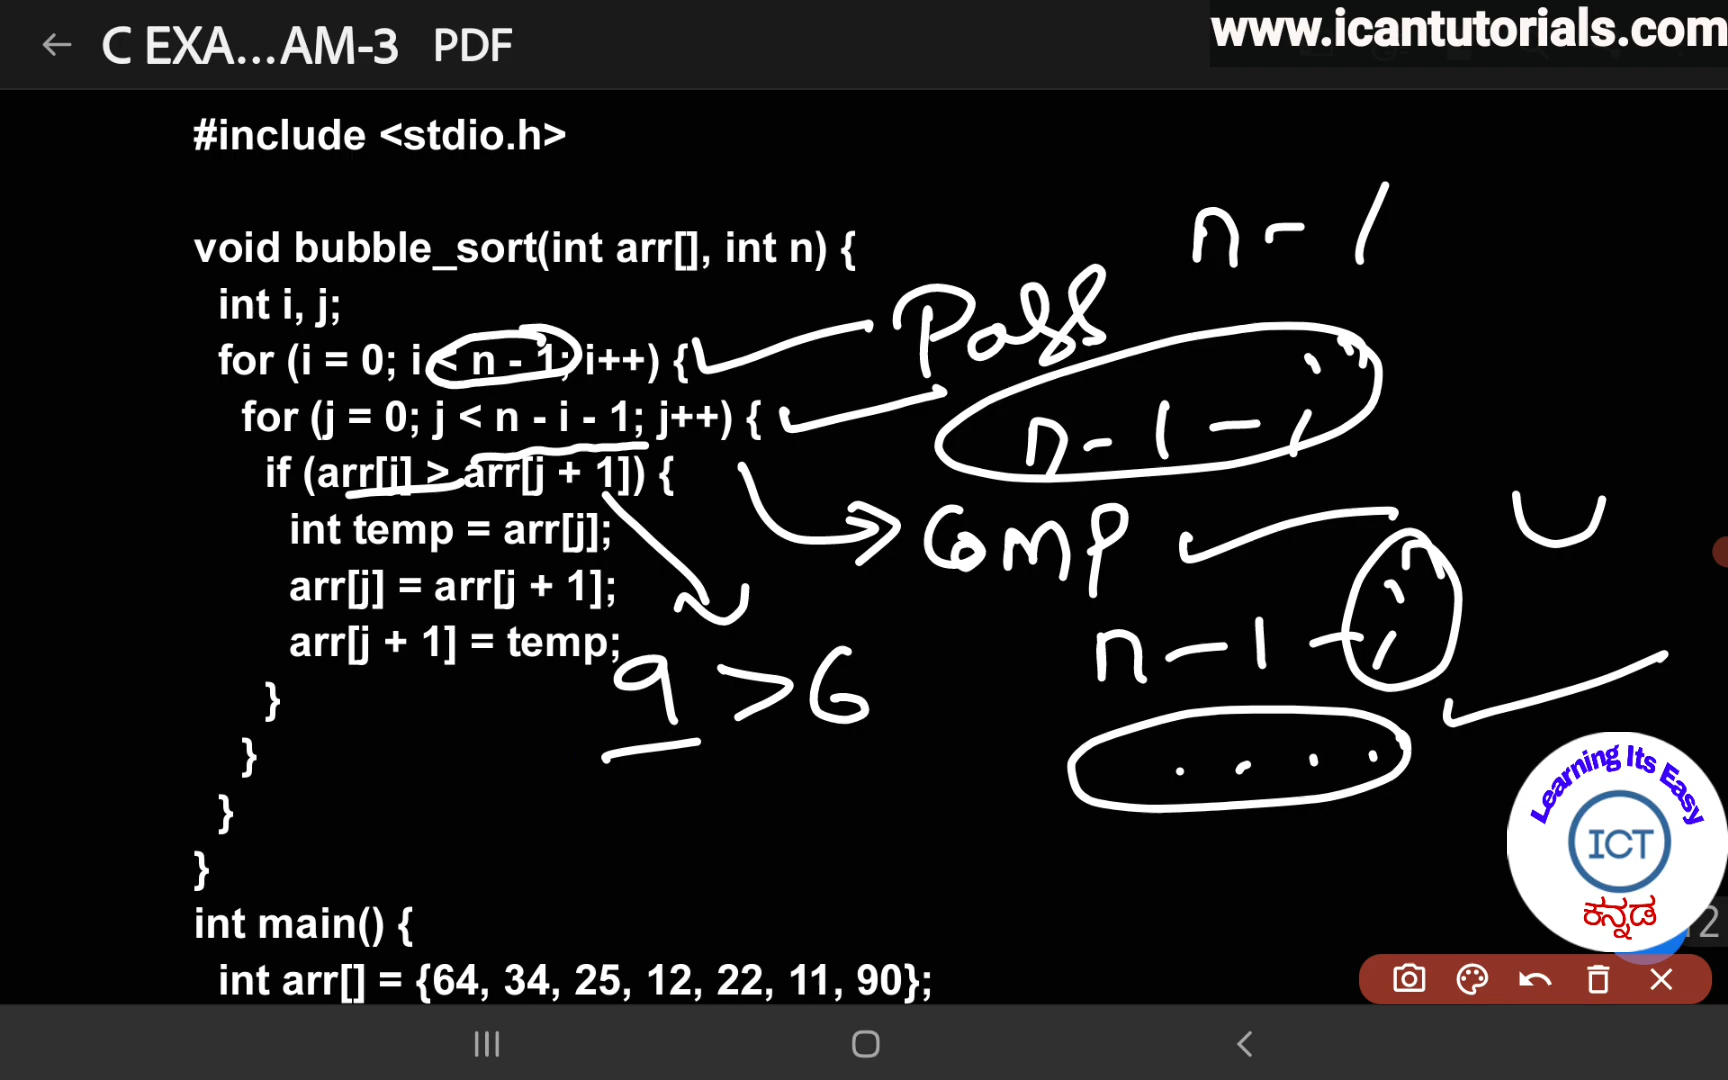 C EXA...AM-3 PDF
www.icantutorials.com
#include <stdio.h>
void bubble_sort(int arr[], int n) {
int i, j;
for (i = 0; i < n - 1; i++) {
for (j = 0; j < n - i - 1; j++) {
if (arr[j] > arr[j + 1]) {
int temp = arr[j];
arr[j] = arr[j + 1];
arr[j + 1] = temp;
}
}
}
}
int main() {
int arr[] = {64, 34, 25, 12, 22, 11, 90};
n - 1
Pass
n - 1 - i
Comp
n - 1 - i
9 > 6
Learning Its Easy
ICT
ಕನ್ನಡ